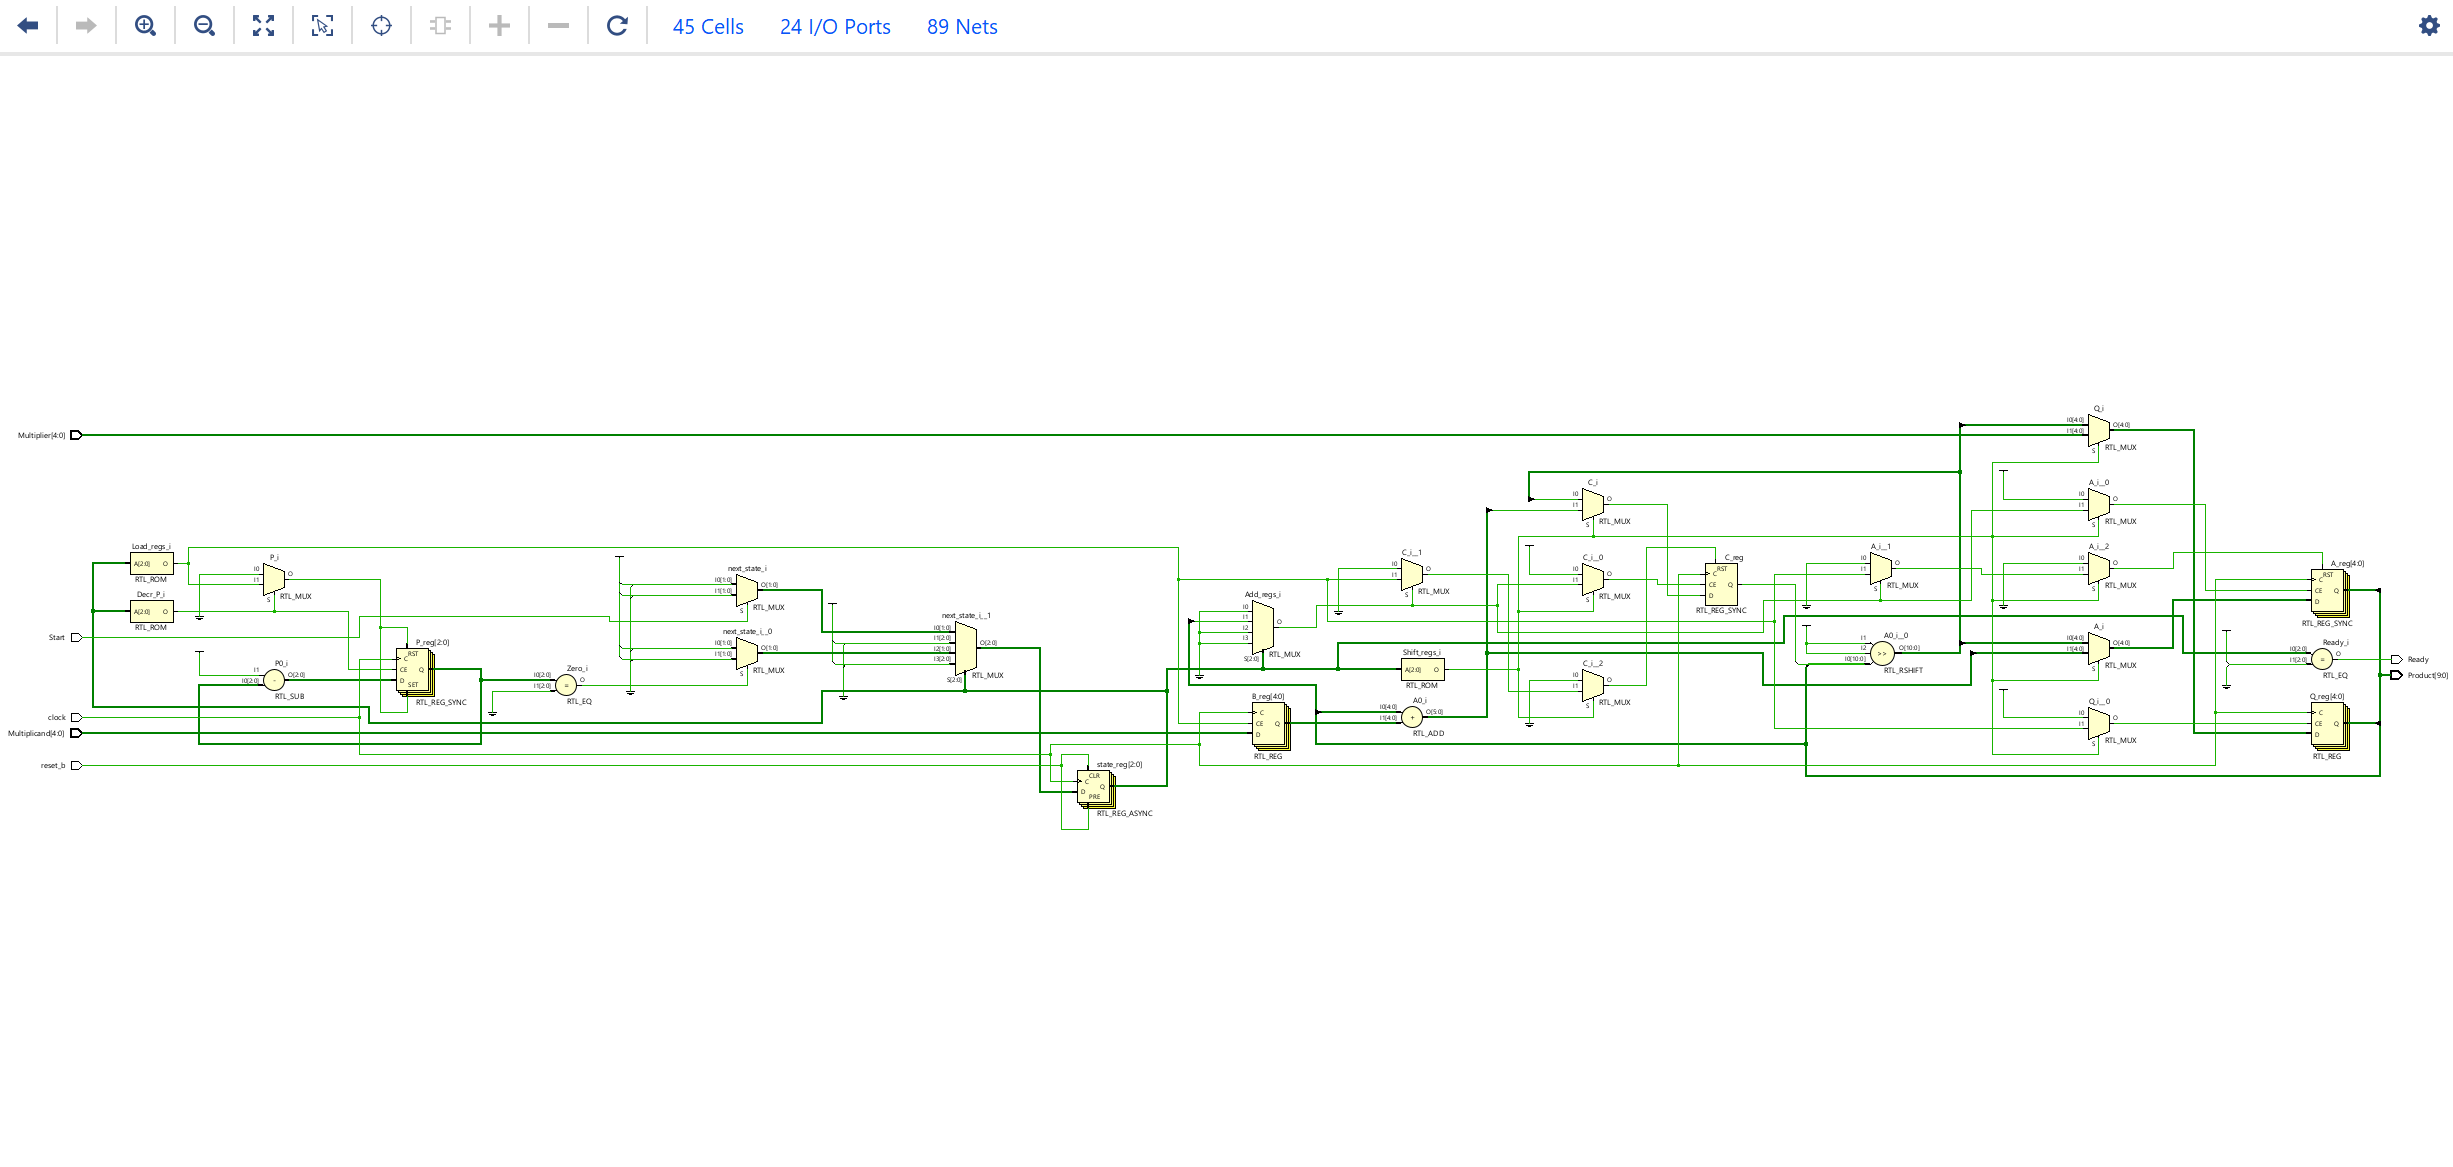 45 Cells 24 I/O Ports 89 Nets
Multiplier[4:0]
Start
clock
Multiplicand[4:0]
reset_b
Load_regs_i
A[2:0] O
RTL_ROM
Decr_P_i
A[2:0] O
RTL_ROM
P_i
I0
I1
S
O
RTL_MUX
P0_i
I1
I0[2:0]
-
O[2:0]
RTL_SUB
P_reg[2:0]
RST
C
CE Q
D
SET
RTL_REG_SYNC
Zero_i
I0[2:0]
I1[2:0]
=
O
RTL_EQ
next_state_i
I0[1:0]
I1[1:0]
S
O[1:0]
RTL_MUX
next_state_i__0
I0[1:0]
I1[1:0]
S
O[1:0]
RTL_MUX
next_state_i__1
I0[1:0]
I1[2:0]
I2[1:0]
I3[2:0]
S[2:0]
O[2:0]
RTL_MUX
state_reg[2:0]
CLR
C
Q
D
PRE
RTL_REG_ASYNC
Add_regs_i
I0
I1
I2
I3
S[2:0]
O
RTL_MUX
B_reg[4:0]
C
CE Q
D
RTL_REG
C_i__1
I0
I1
S
O
RTL_MUX
Shift_regs_i
A[2:0] O
RTL_ROM
A0_i
I0[4:0]
I1[4:0]
+
O[5:0]
RTL_ADD
C_i
I0
I1
S
O
RTL_MUX
C_i__0
I0
I1
S
O
RTL_MUX
C_i__2
I0
I1
S
O
RTL_MUX
C_reg
RST
C
CE Q
D
RTL_REG_SYNC
A_i__1
I0
I1
S
O
RTL_MUX
A0_i__0
I1
I2
I0[10:0]
>>
O[10:0]
RTL_RSHIFT
Q_i
I0[4:0]
I1[4:0]
S
O[4:0]
RTL_MUX
A_i__0
I0
I1
S
O
RTL_MUX
A_i__2
I0
I1
S
O
RTL_MUX
A_i
I0[4:0]
I1[4:0]
S
O[4:0]
RTL_MUX
Q_i__0
I0
I1
S
O
RTL_MUX
A_reg[4:0]
RST
C
CE Q
D
RTL_REG_SYNC
Ready_i
I0[2:0]
I1[2:0]
=
O
RTL_EQ
Q_reg[4:0]
C
CE Q
D
RTL_REG
Ready
Product[9:0]